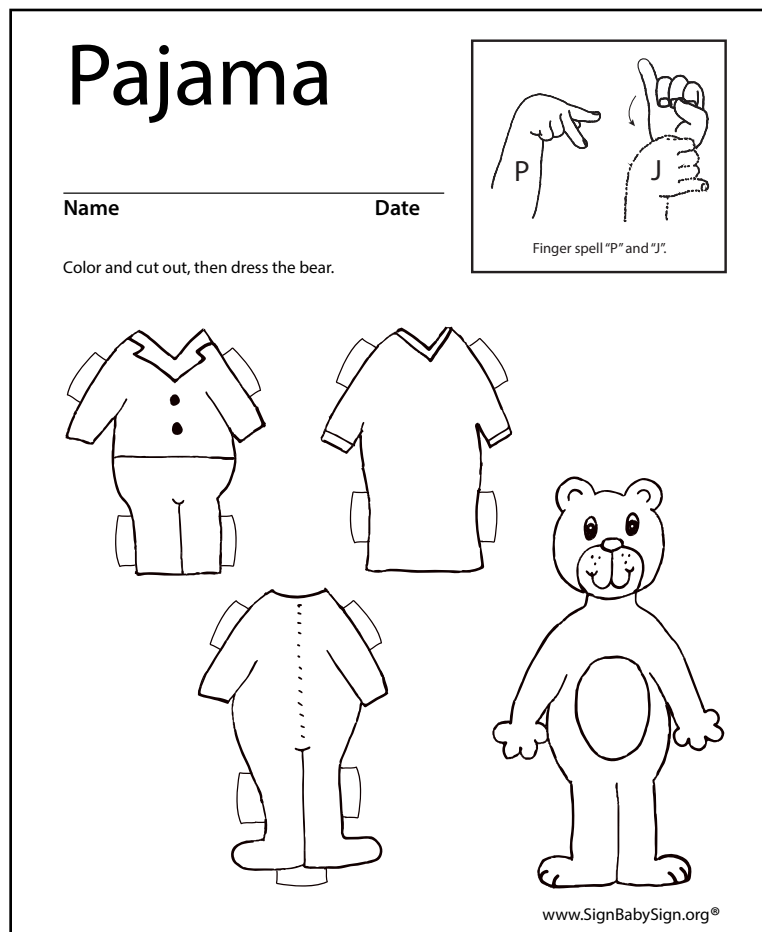 Pajama
P J
Finger spell “P” and “J”.
Name Date
Color and cut out, then dress the bear.
www.SignBabySign.org®